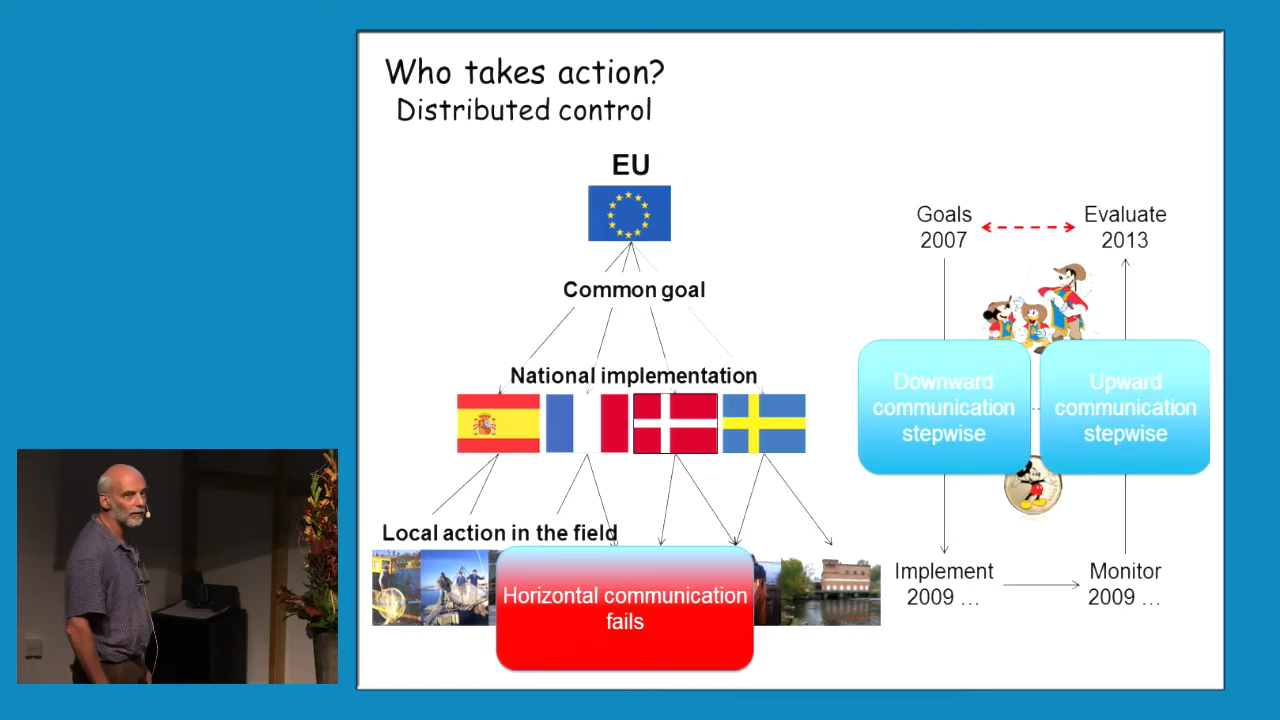 Who takes action?
Distributed control
EU
Common goal
National implementation
Local action in the field
Horizontal communication
fails
Goals
2007
Evaluate
2013
Downward
communication
stepwise
Upward
communication
stepwise
Implement
2009 ...
Monitor
2009 ...